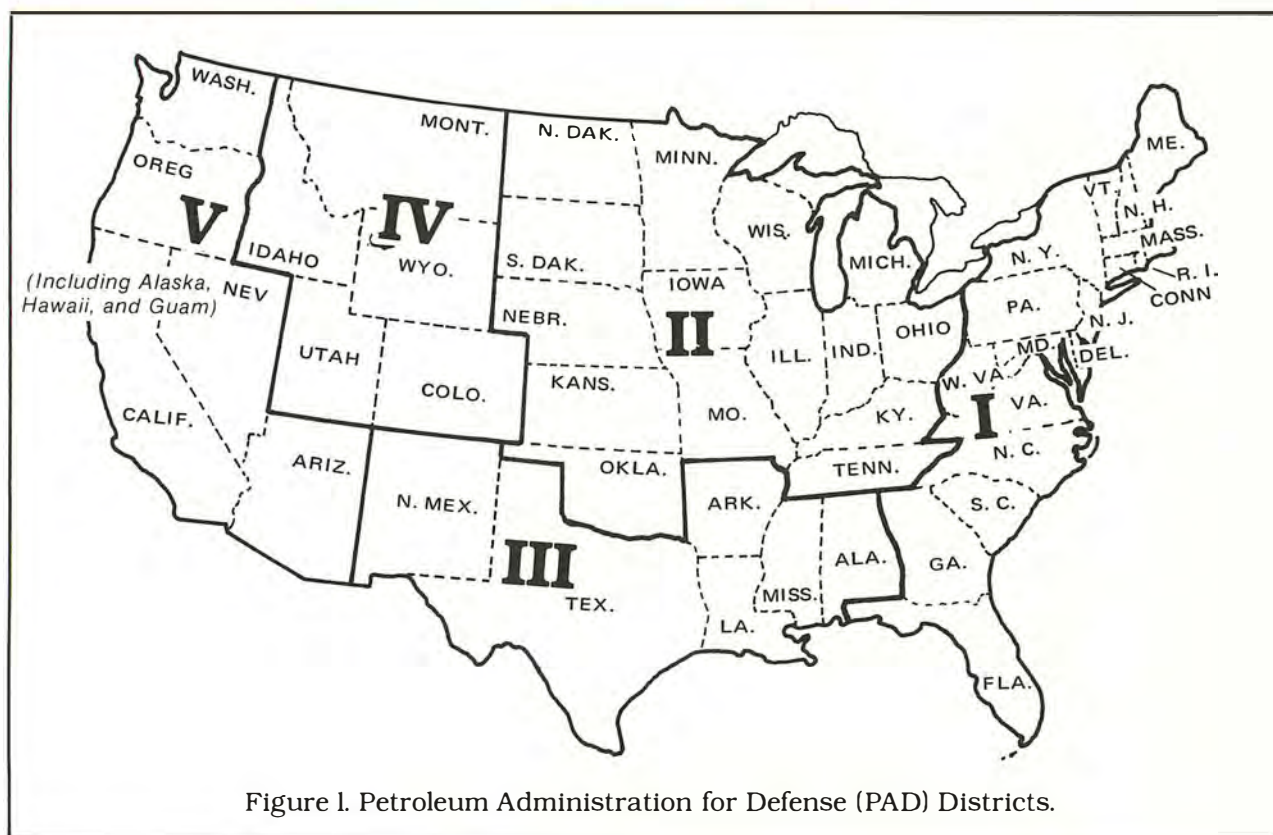 WASH.
MONT.
N. DAK.
MINN.
ME.
OREG
V
IV
VT.
N. H.
WIS.
MICH.
MASS.
N. Y.
IDAHO
WYO.
S. DAK.
R. I.
CONN
(Including Alaska,
Hawaii, and Guam)
NEV
IOWA
NEBR.
II
PA.
N. J.
OHIO
UTAH
COLO.
ILL.
IND.
MD.
DEL.
W. VA.
KANS.
MO.
KY.
I
VA.
CALIF.
ARIZ.
N. MEX.
OKLA.
TENN.
N. C.
ARK.
S. C.
III
TEX.
ALA.
GA.
MISS.
LA.
FLA.
Figure 1. Petroleum Administration for Defense (PAD) Districts.